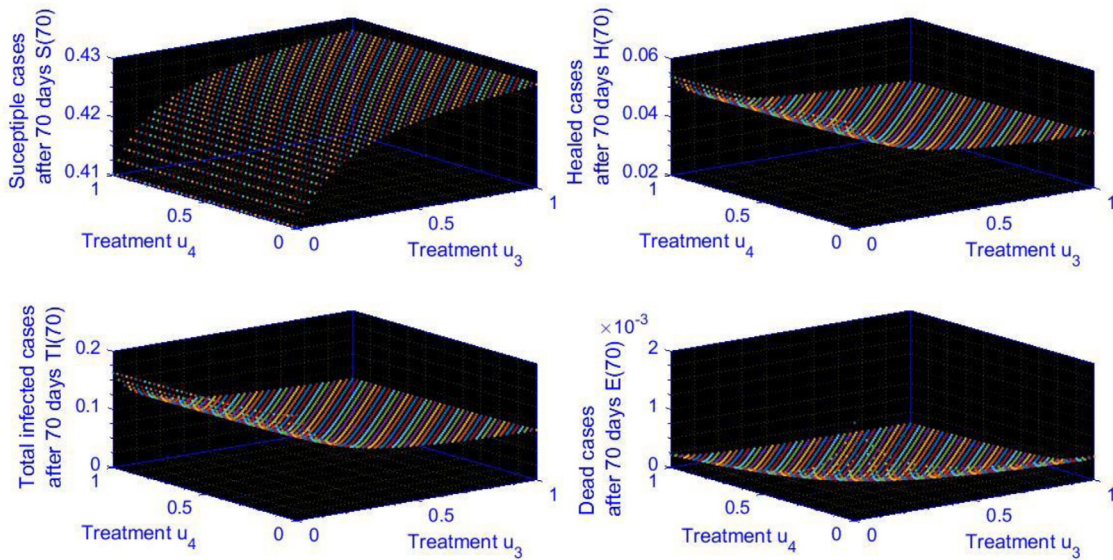 Suceptiple cases
after 70 days S(70)
0.43
0.42
0.41
1
0.5
0
Treatment u₄
0
0.5
1
Treatment u₃
Healed cases
after 70 days H(70)
0.06
0.04
0.02
1
0.5
0
Treatment u₄
0
0.5
1
Treatment u₃
Total infected cases
after 70 days TI(70)
0.2
0.1
0
1
0.5
0
Treatment u₄
0
0.5
1
Treatment u₃
Dead cases
after 70 days E(70)
×10⁻³
2
1
0
1
0.5
0
Treatment u₄
0
0.5
1
Treatment u₃